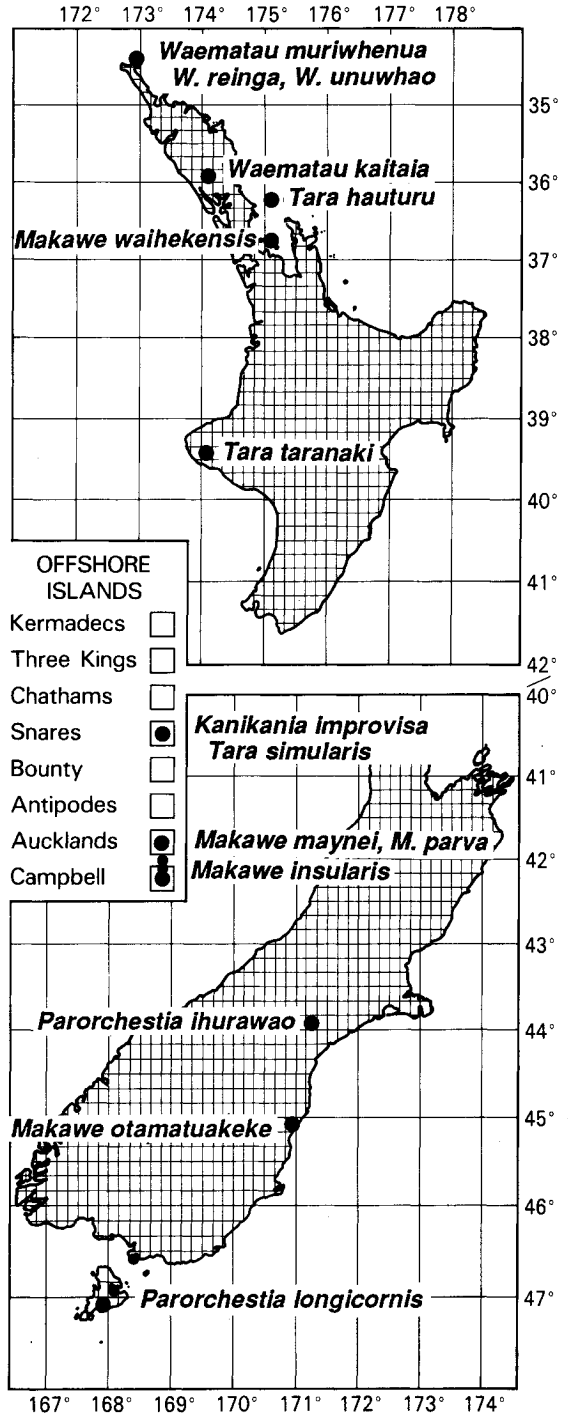 172° 173° 174° 175° 176° 177° 178°
Waematau muriwhenua
W. reinga, W. unuwhao
35°
Waematau kaitaia
36°
Tara hauturu
Makawe waihekensis
37°
38°
39°
Tara taranaki
40°
41°
42°
OFFSHORE
ISLANDS
Kermadecs
Three Kings
Chathams
Snares
Bounty
Antipodes
Aucklands
Campbell
40°
Kanikania improvisa
Tara simularis
41°
Makawe maynei, M. parva
42°
Makawe insularis
43°
Parorchestia ihurawao
44°
Makawe otamatuakeke
45°
46°
Parorchestia longicornis
47°
167° 168° 169° 170° 171° 172° 173° 174°